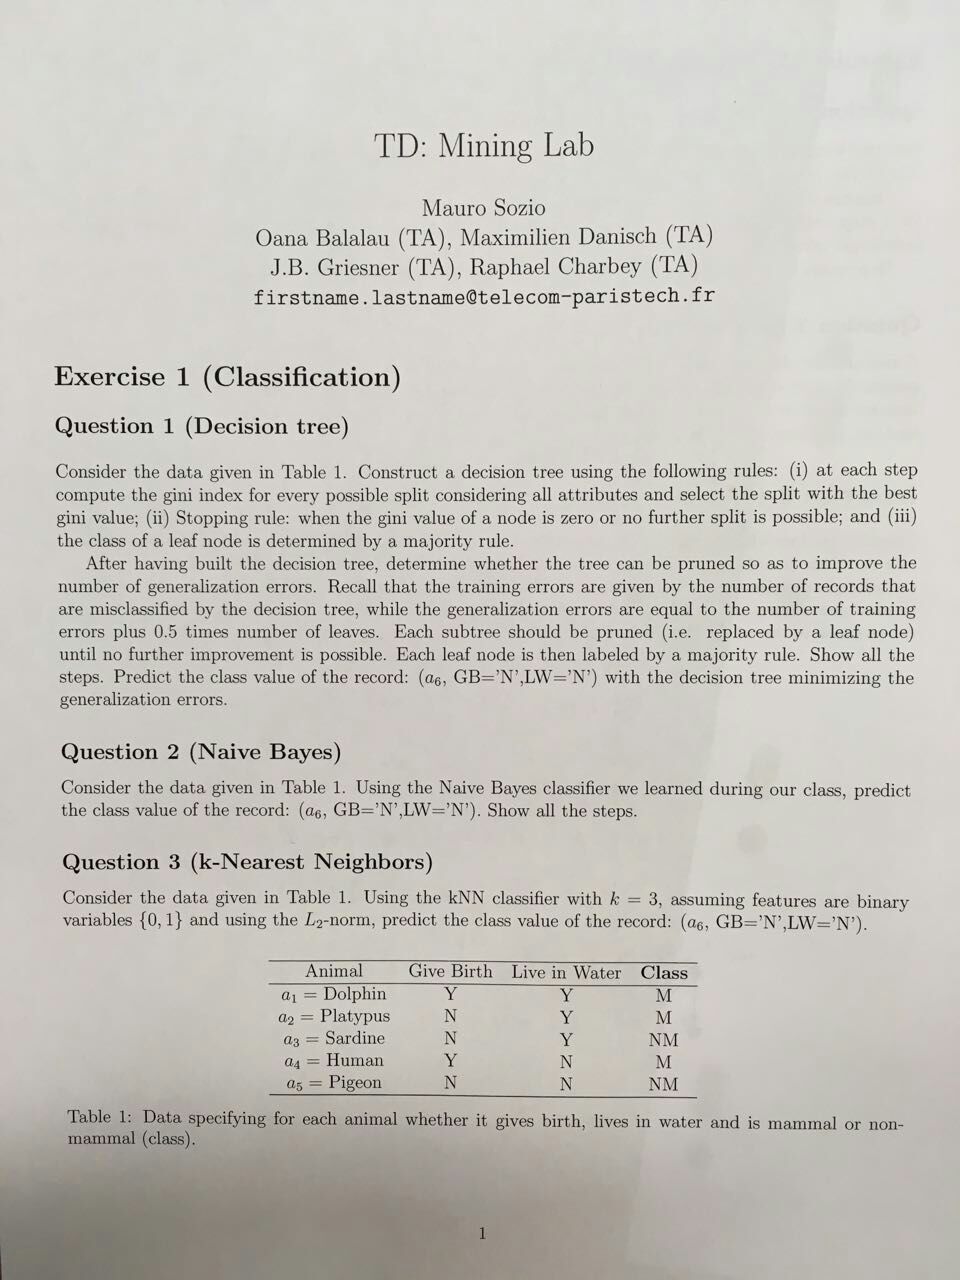 TD: Mining Lab
Mauro Sozio
Oana Balalau (TA), Maximilien Danisch (TA)
J.B. Griesner (TA), Raphael Charbey (TA)
firstname.lastname@telecom-paristech.fr
Exercise 1 (Classification)
Question 1 (Decision tree)
Consider the data given in Table 1. Construct a decision tree using the following rules: (i) at each step
compute the gini index for every possible split considering all attributes and select the split with the best
gini value; (ii) Stopping rule: when the gini value of a node is zero or no further split is possible; and (iii)
the class of a leaf node is determined by a majority rule.
After having built the decision tree, determine whether the tree can be pruned so as to improve the
number of generalization errors. Recall that the training errors are given by the number of records that
are misclassified by the decision tree, while the generalization errors are equal to the number of training
errors plus 0.5 times number of leaves. Each subtree should be pruned (i.e. replaced by a leaf node)
until no further improvement is possible. Each leaf node is then labeled by a majority rule. Show all the
steps. Predict the class value of the record: (a₆, GB='N',LW='N') with the decision tree minimizing the
generalization errors.
Question 2 (Naive Bayes)
Consider the data given in Table 1. Using the Naive Bayes classifier we learned during our class, predict
the class value of the record: (a₆, GB='N',LW='N'). Show all the steps.
Question 3 (k-Nearest Neighbors)
Consider the data given in Table 1. Using the kNN classifier with k = 3, assuming features are binary
variables {0, 1} and using the L₂-norm, predict the class value of the record: (a₆, GB='N',LW='N').
Animal Give Birth Live in Water Class
a₁ = Dolphin Y Y M
a₂ = Platypus N Y M
a₃ = Sardine N Y NM
a₄ = Human Y N M
a₅ = Pigeon N N NM
Table 1: Data specifying for each animal whether it gives birth, lives in water and is mammal or non-
mammal (class).
1